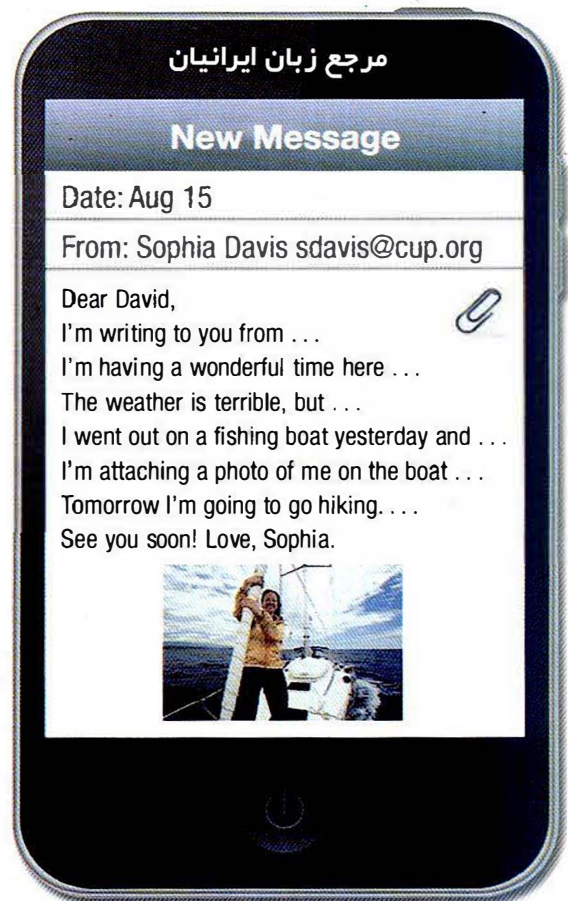 مرجع زبان ایرانیان
New Message
Date: Aug 15
From: Sophia Davis sdavis@cup.org
Dear David,
I'm writing to you from . . .
I'm having a wonderful time here . . .
The weather is terrible, but . . .
I went out on a fishing boat yesterday and . . .
I'm attaching a photo of me on the boat . . .
Tomorrow I'm going to go hiking. . . .
See you soon! Love, Sophia.